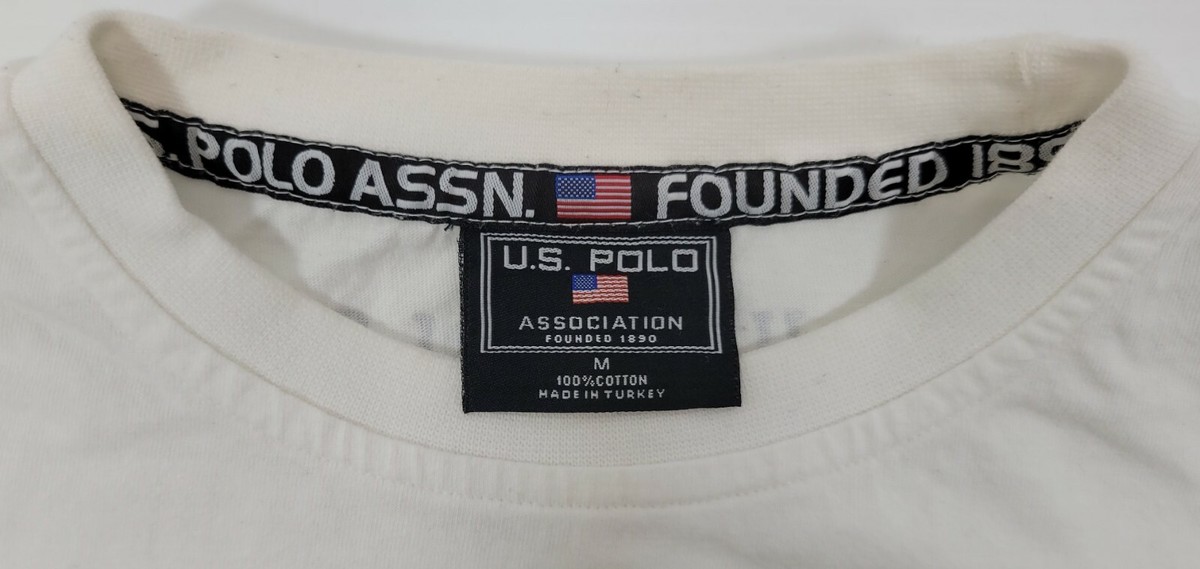 . POLO ASSN. FOUNDED 189
U.S. POLO
ASSOCIATION
FOUNDED 1890
M
100%COTTON
MADE IN TURKEY